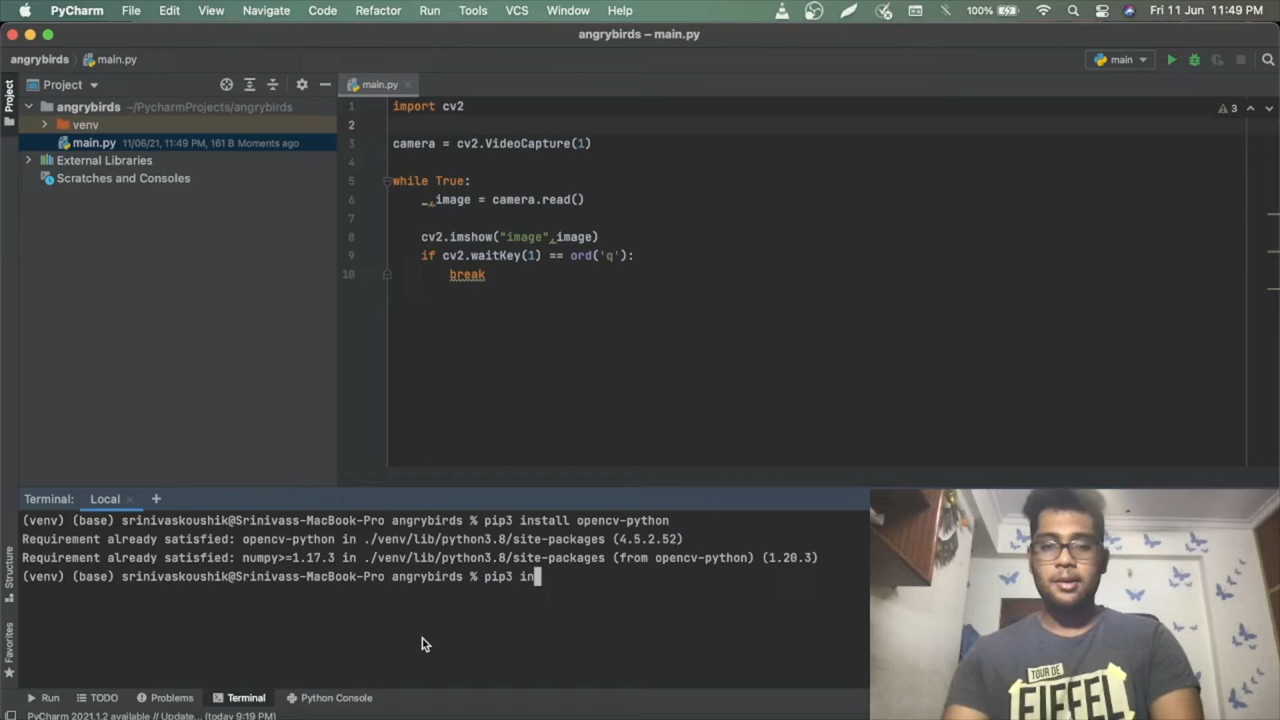 PyCharm File Edit View Navigate Code Refactor Run Tools VCS Window Help 100% Fri 11 Jun 11:49 PM
angrybirds – main.py
angrybirds main.py main
Project main.py
angrybirds ~/PycharmProjects/angrybirds
venv
main.py 11/06/21, 11:49 PM, 161 B Moments ago
External Libraries
Scratches and Consoles
Project
1 import cv2
3
2
3 camera = cv2.VideoCapture(1)
4
5 while True:
6 _,image = camera.read()
7
8 cv2.imshow("image",image)
9 if cv2.waitKey(1) == ord('q'):
10 break
Terminal: Local +
(venv) (base) srinivaskoushik@Srinivass-MacBook-Pro angrybirds % pip3 install opencv-python
Requirement already satisfied: opencv-python in ./venv/lib/python3.8/site-packages (4.5.2.52)
Requirement already satisfied: numpy>=1.17.3 in ./venv/lib/python3.8/site-packages (from opencv-python) (1.20.3)
(venv) (base) srinivaskoushik@Srinivass-MacBook-Pro angrybirds % pip3 in
Structure
Favorites
TOUR DE
EIFFEL
Run TODO Problems Terminal Python Console
PyCharm 2021.1.2 available // Update... (today 9:19 PM)